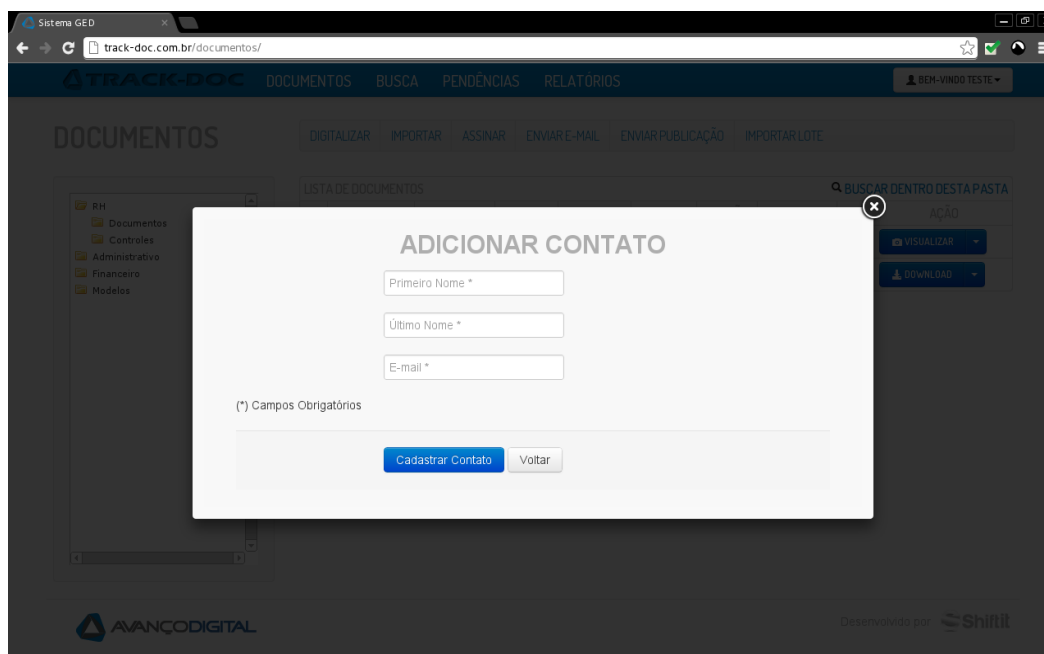 Sistema GED
track-doc.com.br/documentos/
TRACK-DOC DOCUMENTOS BUSCA PENDÊNCIAS RELATÓRIOS BEM-VINDO TESTE
DOCUMENTOS DIGITALIZAR IMPORTAR ASSINAR ENVIAR E-MAIL ENVIAR PUBLICAÇÃO IMPORTAR LOTE
LISTA DE DOCUMENTOS BUSCAR DENTRO DESTA PASTA
RH
Documentos
Controles
Administrativo
Financeiro
Modelos
AÇÃO
VISUALIZAR
DOWNLOAD
ADICIONAR CONTATO
Primeiro Nome *
Último Nome *
E-mail *
(*) Campos Obrigatórios
Cadastrar Contato Voltar
AVANÇODIGITAL Desenvolvido por Shiftit